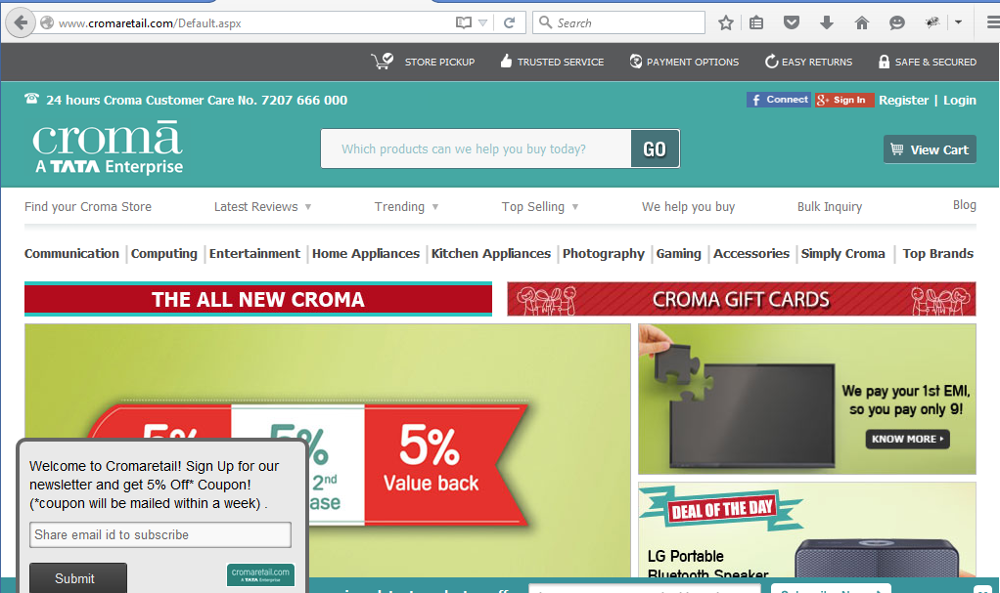 www.cromaretail.com/Default.aspx
Search
STORE PICKUP
TRUSTED SERVICE
PAYMENT OPTIONS
EASY RETURNS
SAFE & SECURED
24 hours Croma Customer Care No. 7207 666 000
f Connect
g+ Sign In
Register | Login
cromā
A TATA Enterprise
Which products can we help you buy today?
GO
View Cart
Find your Croma Store
Latest Reviews
Trending
Top Selling
We help you buy
Bulk Inquiry
Blog
Communication
Computing
Entertainment
Home Appliances
Kitchen Appliances
Photography
Gaming
Accessories
Simply Croma
Top Brands
THE ALL NEW CROMA
CROMA GIFT CARDS
5%
5%
Value back
2nd
We pay your 1st EMI,
so you pay only 9!
KNOW MORE
DEAL OF THE DAY
LG Portable
Bluetooth Speaker
Welcome to Cromaretail! Sign Up for our
newsletter and get 5% Off* Coupon!
(*coupon will be mailed within a week) .
Share email id to subscribe
Submit
cromaretail.com
A TATA Enterprise